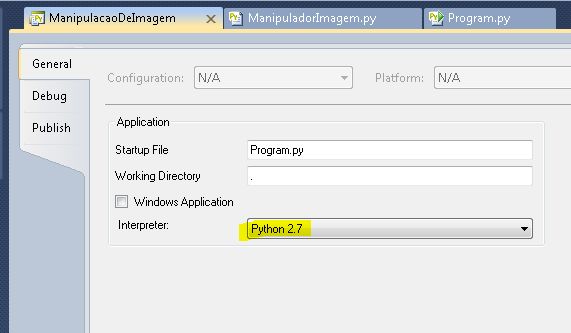 ManipulacaoDeImagem ManipuladorImagem.py Program.py
General
Debug
Publish
Configuration: N/A Platform: N/A
Application
Startup File Program.py
Working Directory .
Windows Application
Interpreter: Python 2.7